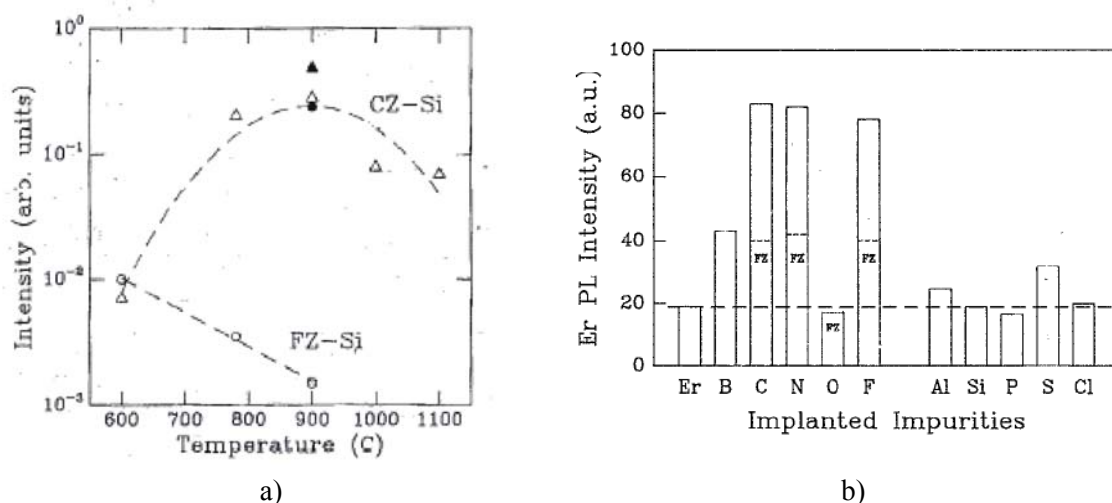 10⁰
10⁻¹
10⁻²
10⁻³
Intensity (arb. units)
CZ-Si
FZ-Si
600 700 800 900 1000 1100
Temperature (C)
a)
100
80
60
40
20
0
Er PL Intensity (a.u.)
FZ FZ FZ FZ
Er B C N O F Al Si P S Cl
Implanted Impurities
b)